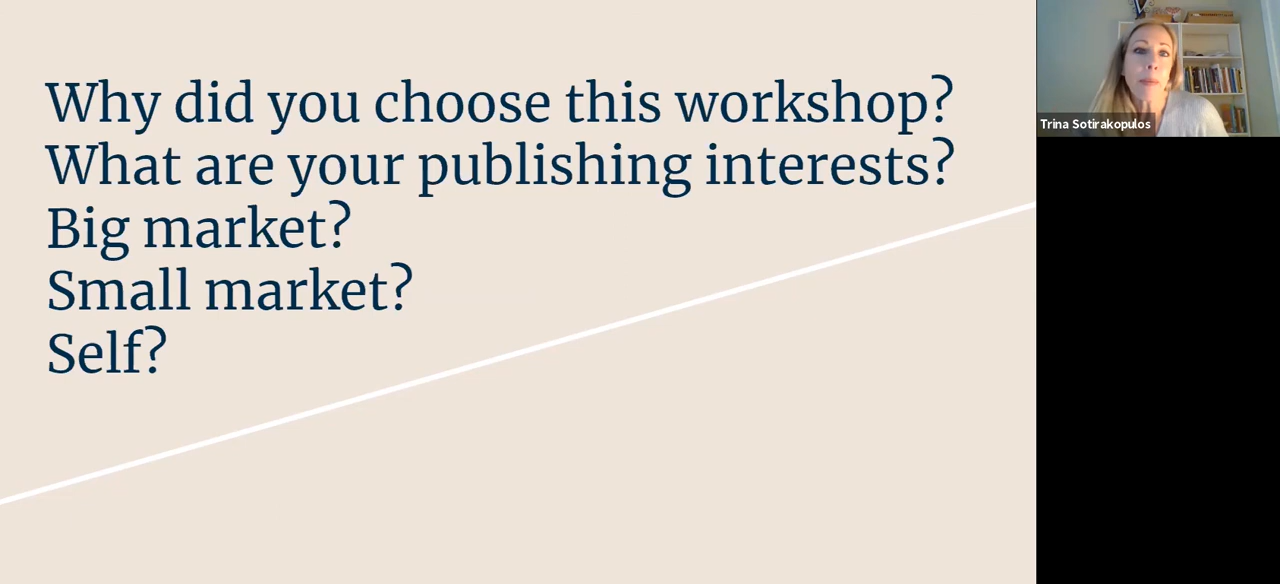 Why did you choose this workshop?
What are your publishing interests?
Big market?
Small market?
Self?
Trina Sotirakopulos